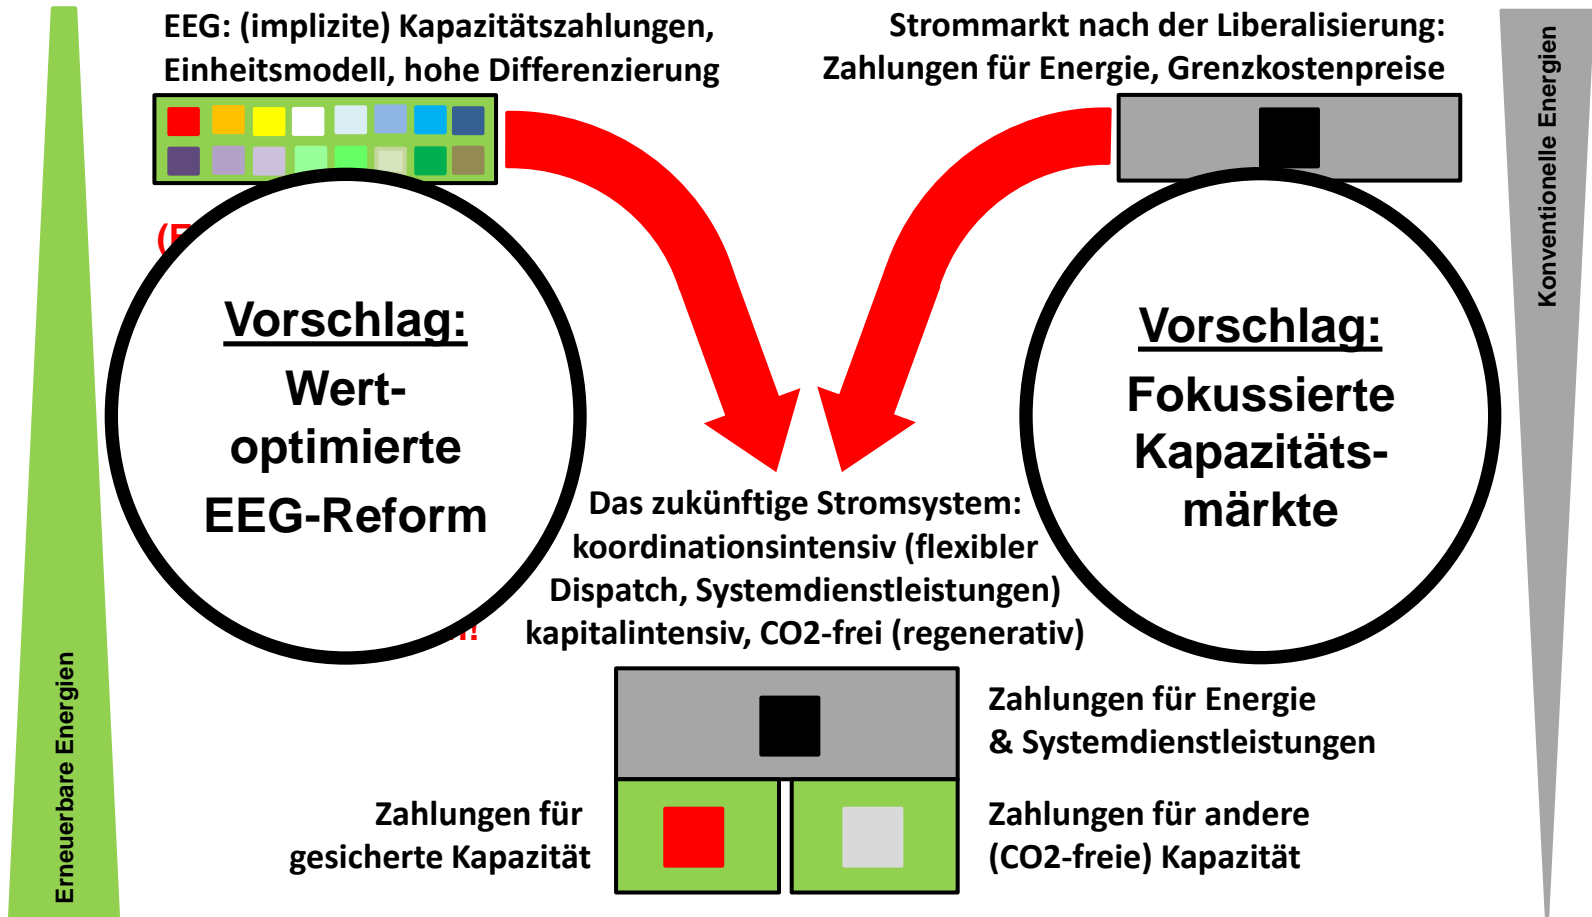 EEG: (implizite) Kapazitätszahlungen,
Einheitsmodell, hohe Differenzierung
Strommarkt nach der Liberalisierung:
Zahlungen für Energie, Grenzkostenpreise
Konventionelle Energien
Vorschlag:
Wert-
optimierte
EEG-Reform
Vorschlag:
Fokussierte
Kapazitäts-
märkte
Das zukünftige Stromsystem:
koordinationsintensiv (flexibler
Dispatch, Systemdienstleistungen)
kapitalintensiv, CO2-frei (regenerativ)
Erneuerbare Energien
Zahlungen für Energie
& Systemdienstleistungen
Zahlungen für
gesicherte Kapazität
Zahlungen für andere
(CO2-freie) Kapazität